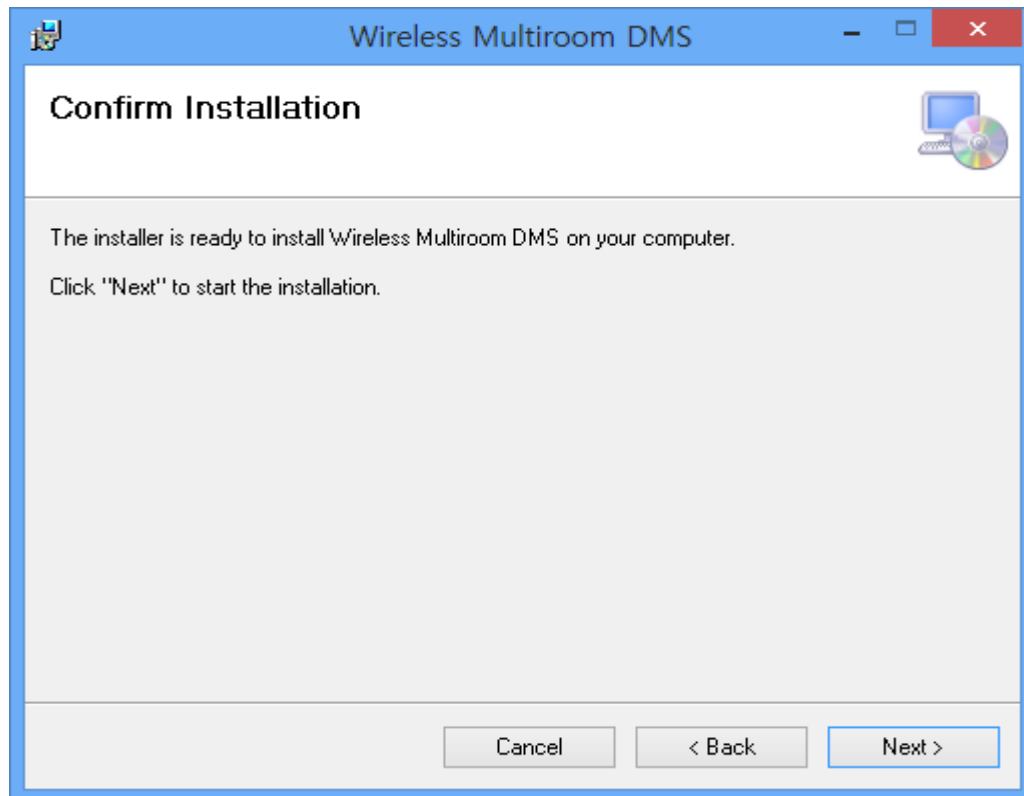 Wireless Multiroom DMS
Confirm Installation
The installer is ready to install Wireless Multiroom DMS on your computer.
Click "Next" to start the installation.
Cancel
< Back
Next >